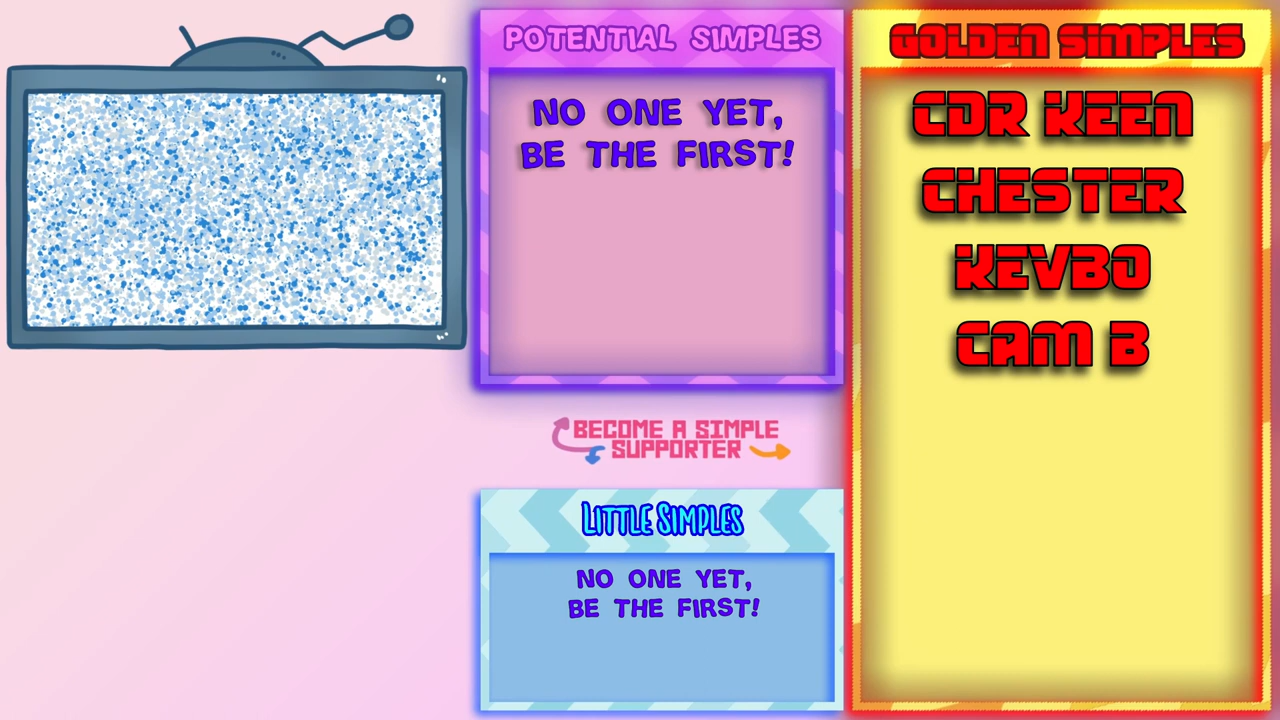 POTENTIAL SIMPLES
NO ONE YET,
BE THE FIRST!
BECOME A SIMPLE
SUPPORTER
LITTLE SIMPLES
NO ONE YET,
BE THE FIRST!
GOLDEN SIMPLES
CDR KEEN
CHESTER
KEVBO
CAM B